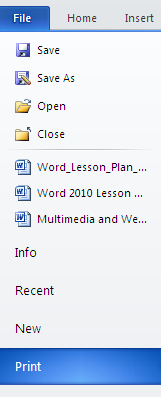 File Home Insert
Save
Save As
Open
Close
Word_Lesson_Plan_...
Word 2010 Lesson ...
Multimedia and We...
Info
Recent
New
Print